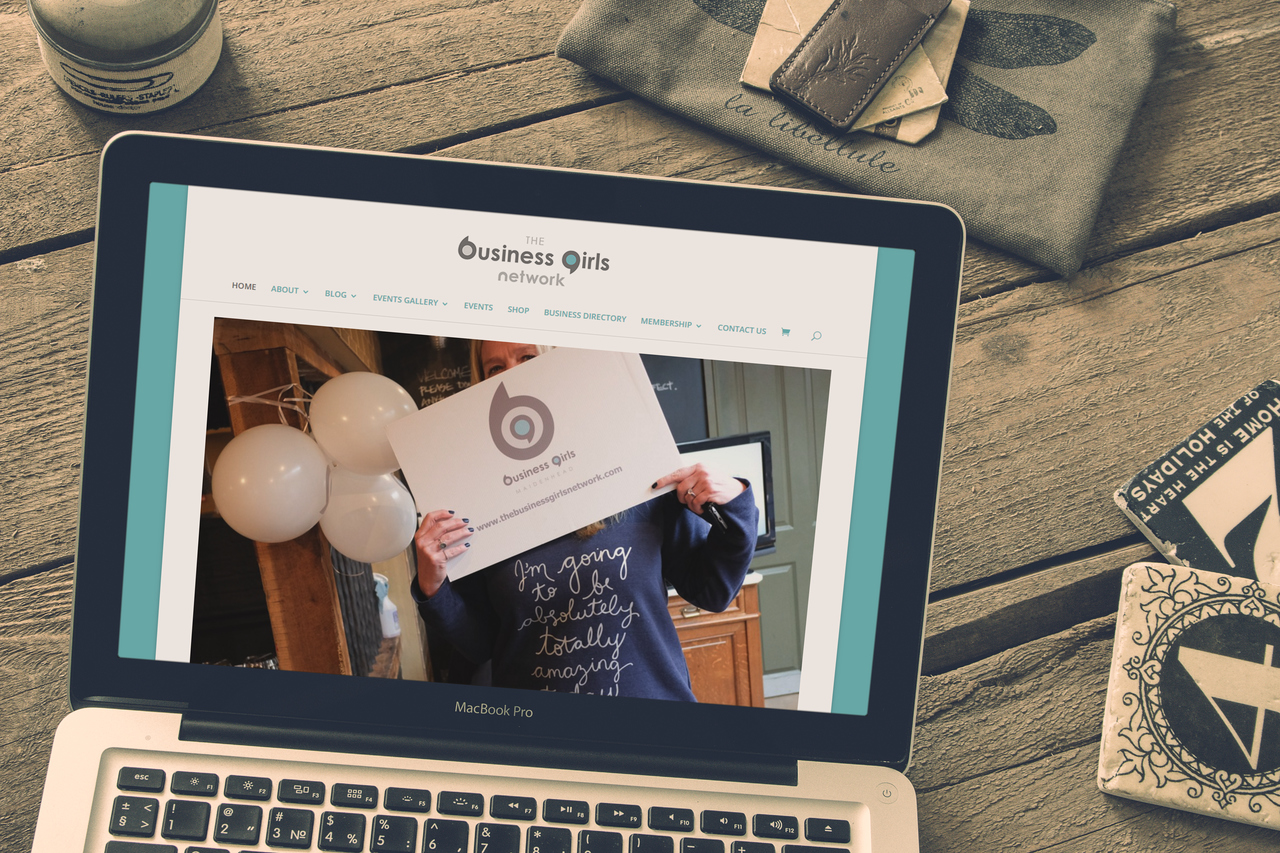 la libellule
THE
business girls
network
HOME ABOUT BLOG EVENTS GALLERY EVENTS SHOP BUSINESS DIRECTORY MEMBERSHIP CONTACT US
WELCOME
PLEASE
business girls
MAIDENHEAD
www.thebusinessgirlsnetwork.com
I'm going
to be
absolutely
totally
amazing
today
HOME IS THE HEART
OF THE HOLIDAYS
MacBook Pro
esc F1 F2 F3 F4 F5 F6 F7 F8 F9 F10 F11 F12
± § < > ! 1 @ 2 " № 3 # $ 4 % % 5 : 6 , & 7 * 8 (